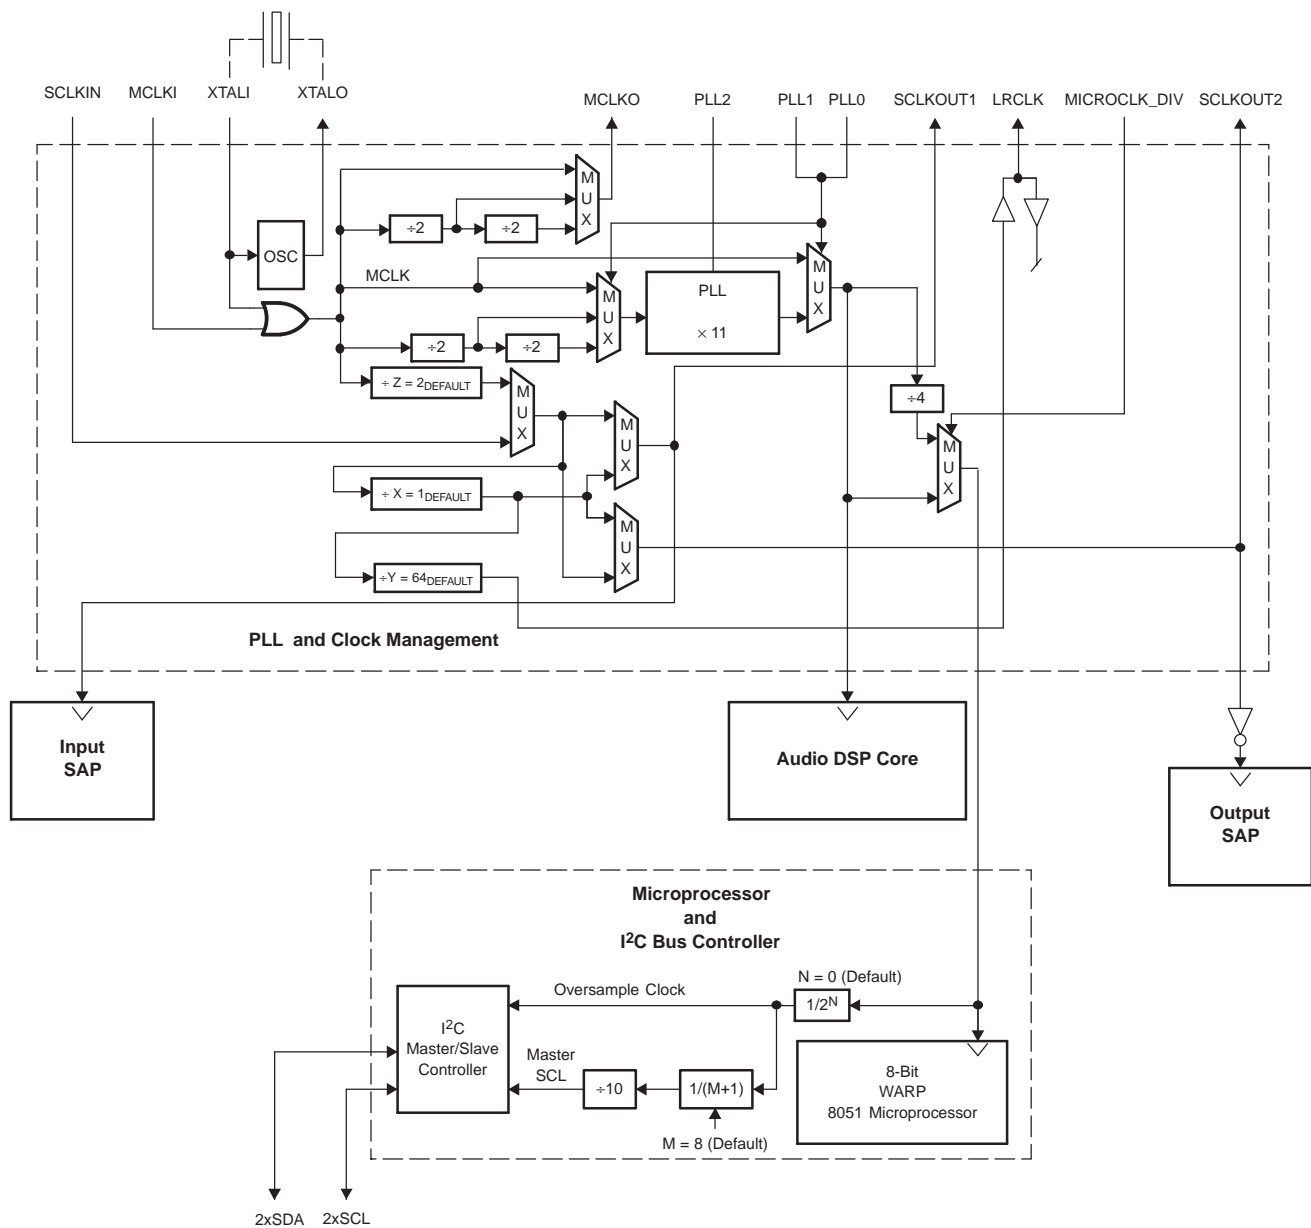 SCLKIN MCLKI XTALI XTALO MCLKO PLL2 PLL1 PLL0 SCLKOUT1 LRCLK MICROCLK_DIV SCLKOUT2
MUX
÷2 ÷2
OSC
MCLK
MUX
PLL
× 11
MUX
÷2 ÷2
÷ Z = 2DEFAULT
MUX
÷4
MUX
MUX
÷ X = 1DEFAULT
MUX
÷Y = 64DEFAULT
PLL and Clock Management
Input
SAP
Audio DSP Core
Output
SAP
Microprocessor
and
I²C Bus Controller
N = 0 (Default)
Oversample Clock
1/2ᴺ
I²C
Master/Slave
Controller
Master
SCL
÷10
1/(M+1)
M = 8 (Default)
8-Bit
WARP
8051 Microprocessor
2xSDA 2xSCL